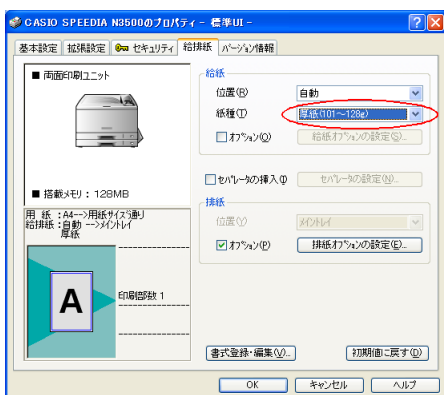 CASIO SPEEDIA N3500のプロパティ - 標準UI -
基本設定 拡張設定 セキュリティ 給排紙 バージョン情報
■ 両面印刷ユニット
■ 搭載メモリ : 128MB
用 紙 : A4-->用紙サイズ通り
給排紙 : 自動 -->メイントレイ
厚紙
A
印刷部数 1
給紙
位置(R) 自動
紙種(T) 厚紙(101～128g)
オプション(O) 給紙オプションの設定(S)...
セパレータの挿入(I) セパレータの設定(N)...
排紙
位置(Y) メイントレイ
オプション(P) 排紙オプションの設定(E)...
書式登録・編集(V)... 初期値に戻す(D)
OK キャンセル ヘルプ